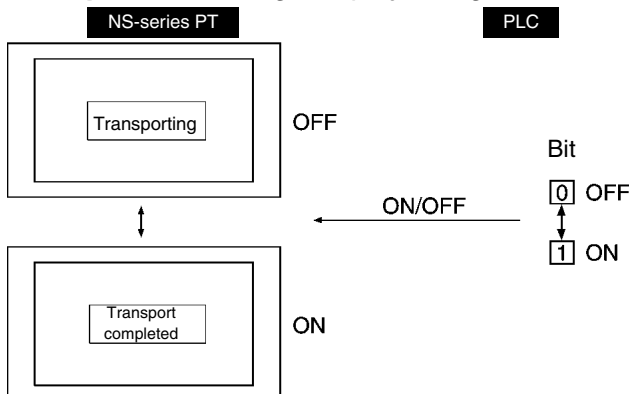 NS-series PT
PLC
Transporting
OFF
Bit
0 OFF
ON/OFF
1 ON
Transport
completed
ON